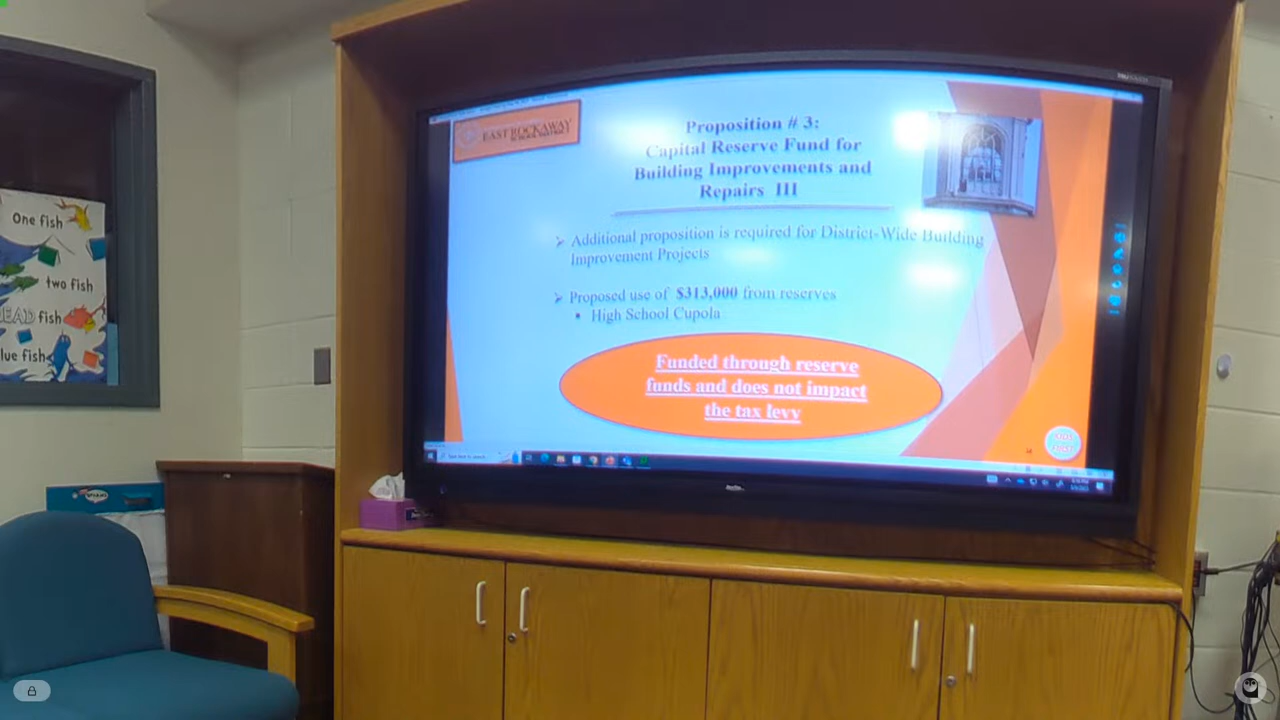 EAST ROCKAWAY
Proposition # 3:
Capital Reserve Fund for
Building Improvements and
Repairs III
Additional proposition is required for District-Wide Building
Improvement Projects
Proposed use of $313,000 from reserves
High School Cupola
Funded through reserve
funds and does not impact
the tax levy
One fish
two fish
READ fish
lue fish